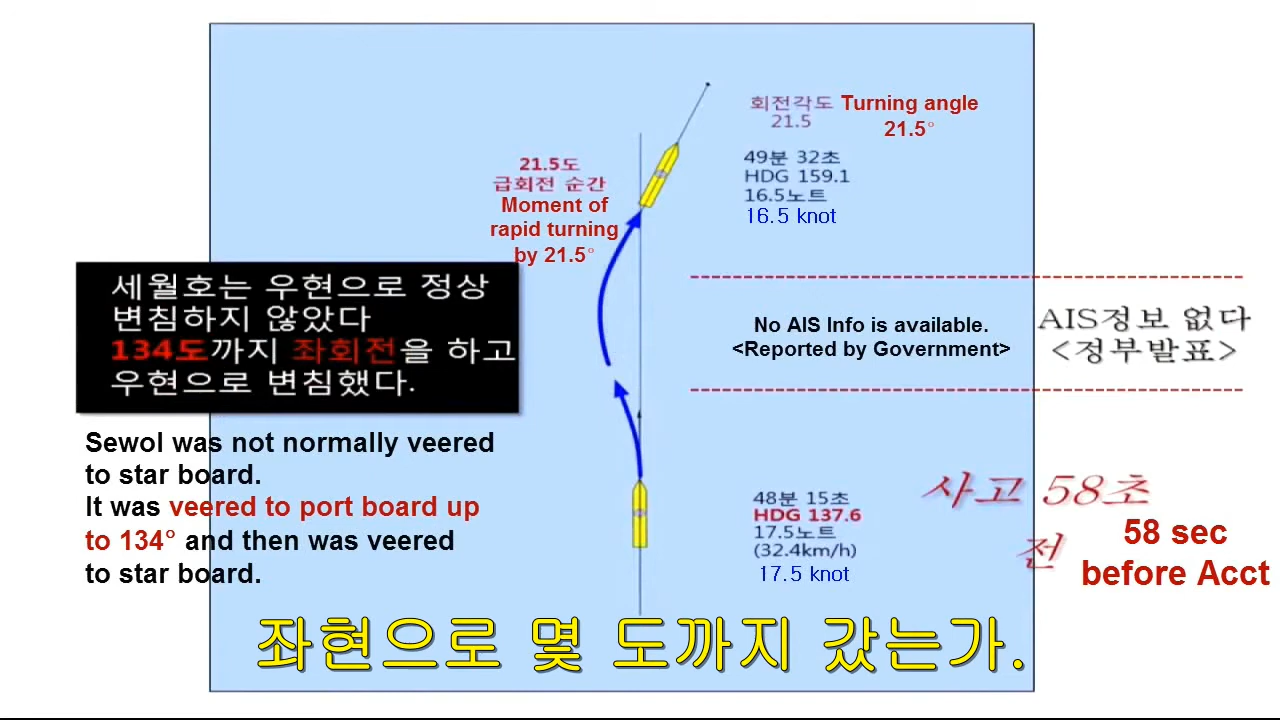 회전각도 Turning angle
21.5 21.5°
49분 32초
HDG 159.1
16.5노트
16.5 knot
21.5도
급회전 순간
Moment of
rapid turning
by 21.5°
세월호는 우현으로 정상
변침하지 않았다
134도까지 좌회전을 하고
우현으로 변침했다.
No AIS Info is available.
<Reported by Government>
AIS정보 없다
<정부발표>
Sewol was not normally veered
to star board.
It was veered to port board up
to 134° and then was veered
to star board.
48분 15초
HDG 137.6
17.5노트
(32.4km/h)
17.5 knot
사고 58초
전
58 sec
before Acct
좌현으로 몇 도까지 갔는가.